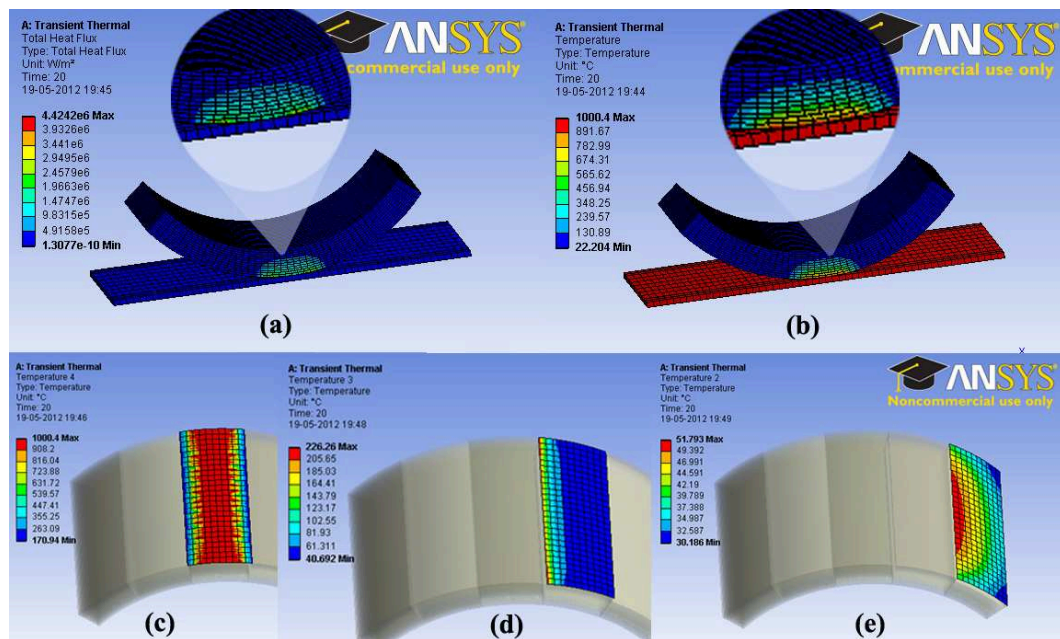 A: Transient Thermal
Total Heat Flux
Type: Total Heat Flux
Unit: W/m²
Time: 20
19-05-2012 19:45
4.4242e6 Max
3.9326e6
3.441e6
2.9495e6
2.4579e6
1.9663e6
1.4747e6
9.8315e5
4.9158e5
1.3077e-10 Min
ANSYS
commercial use only
(a)
A: Transient Thermal
Temperature
Type: Temperature
Unit: °C
Time: 20
19-05-2012 19:44
1000.4 Max
891.67
782.99
674.31
565.62
456.94
348.25
239.57
130.89
22.204 Min
ANSYS
commercial use only
(b)
X
A: Transient Thermal
Temperature 4
Type: Temperature
Unit: °C
Time: 20
19-05-2012 19:46
1000.4 Max
908.2
816.04
723.88
631.72
539.57
447.41
355.25
263.09
170.94 Min
(c)
A: Transient Thermal
Temperature 3
Type: Temperature
Unit: °C
Time: 20
19-05-2012 19:48
226.26 Max
205.65
185.03
164.41
143.79
123.17
102.55
81.93
61.311
40.692 Min
(d)
A: Transient Thermal
Temperature 2
Type: Temperature
Unit: °C
Time: 20
19-05-2012 19:49
51.793 Max
49.392
46.991
44.591
42.19
39.789
37.388
34.987
32.587
30.186 Min
ANSYS
Noncommercial use only
(e)